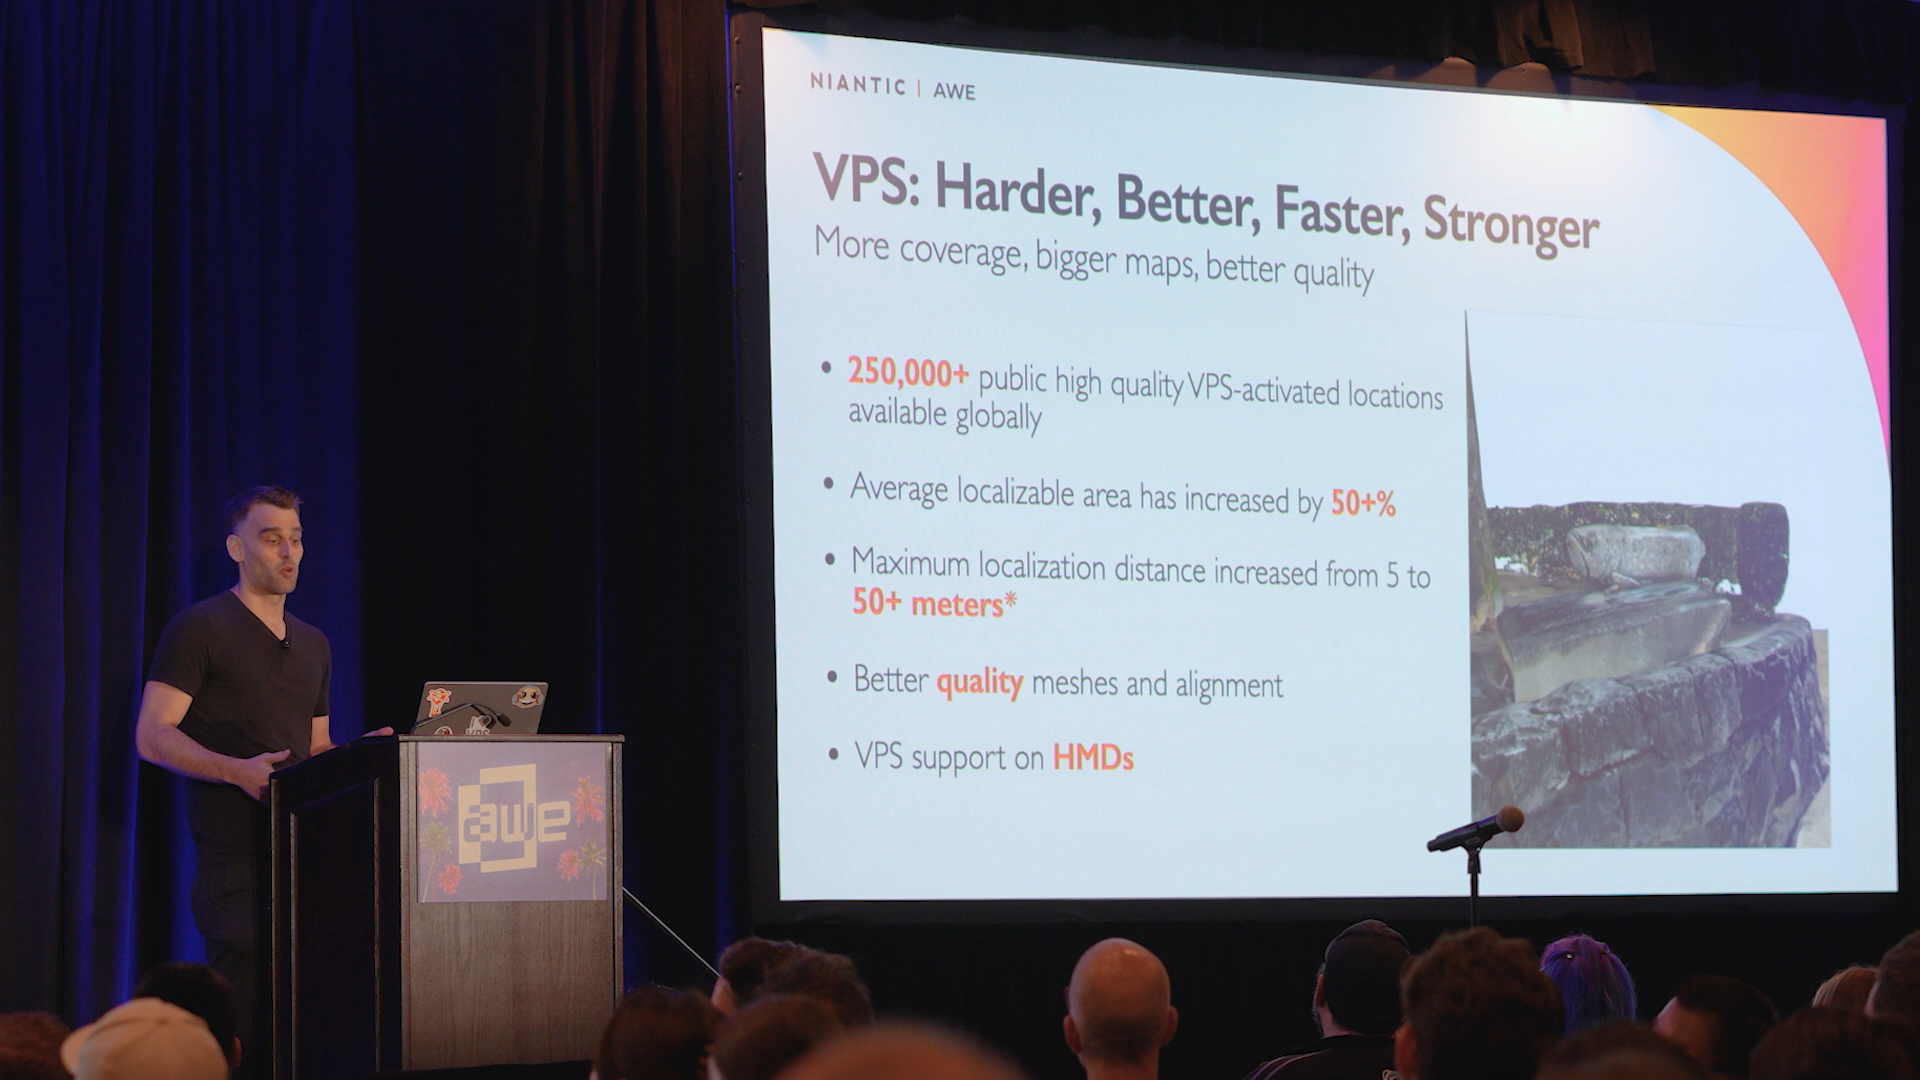 NIANTIC | AWE
VPS: Harder, Better, Faster, Stronger
More coverage, bigger maps, better quality
• 250,000+ public high quality VPS-activated locations
available globally
• Average localizable area has increased by 50+%
• Maximum localization distance increased from 5 to
50+ meters*
• Better quality meshes and alignment
• VPS support on HMDs
VPS
awe